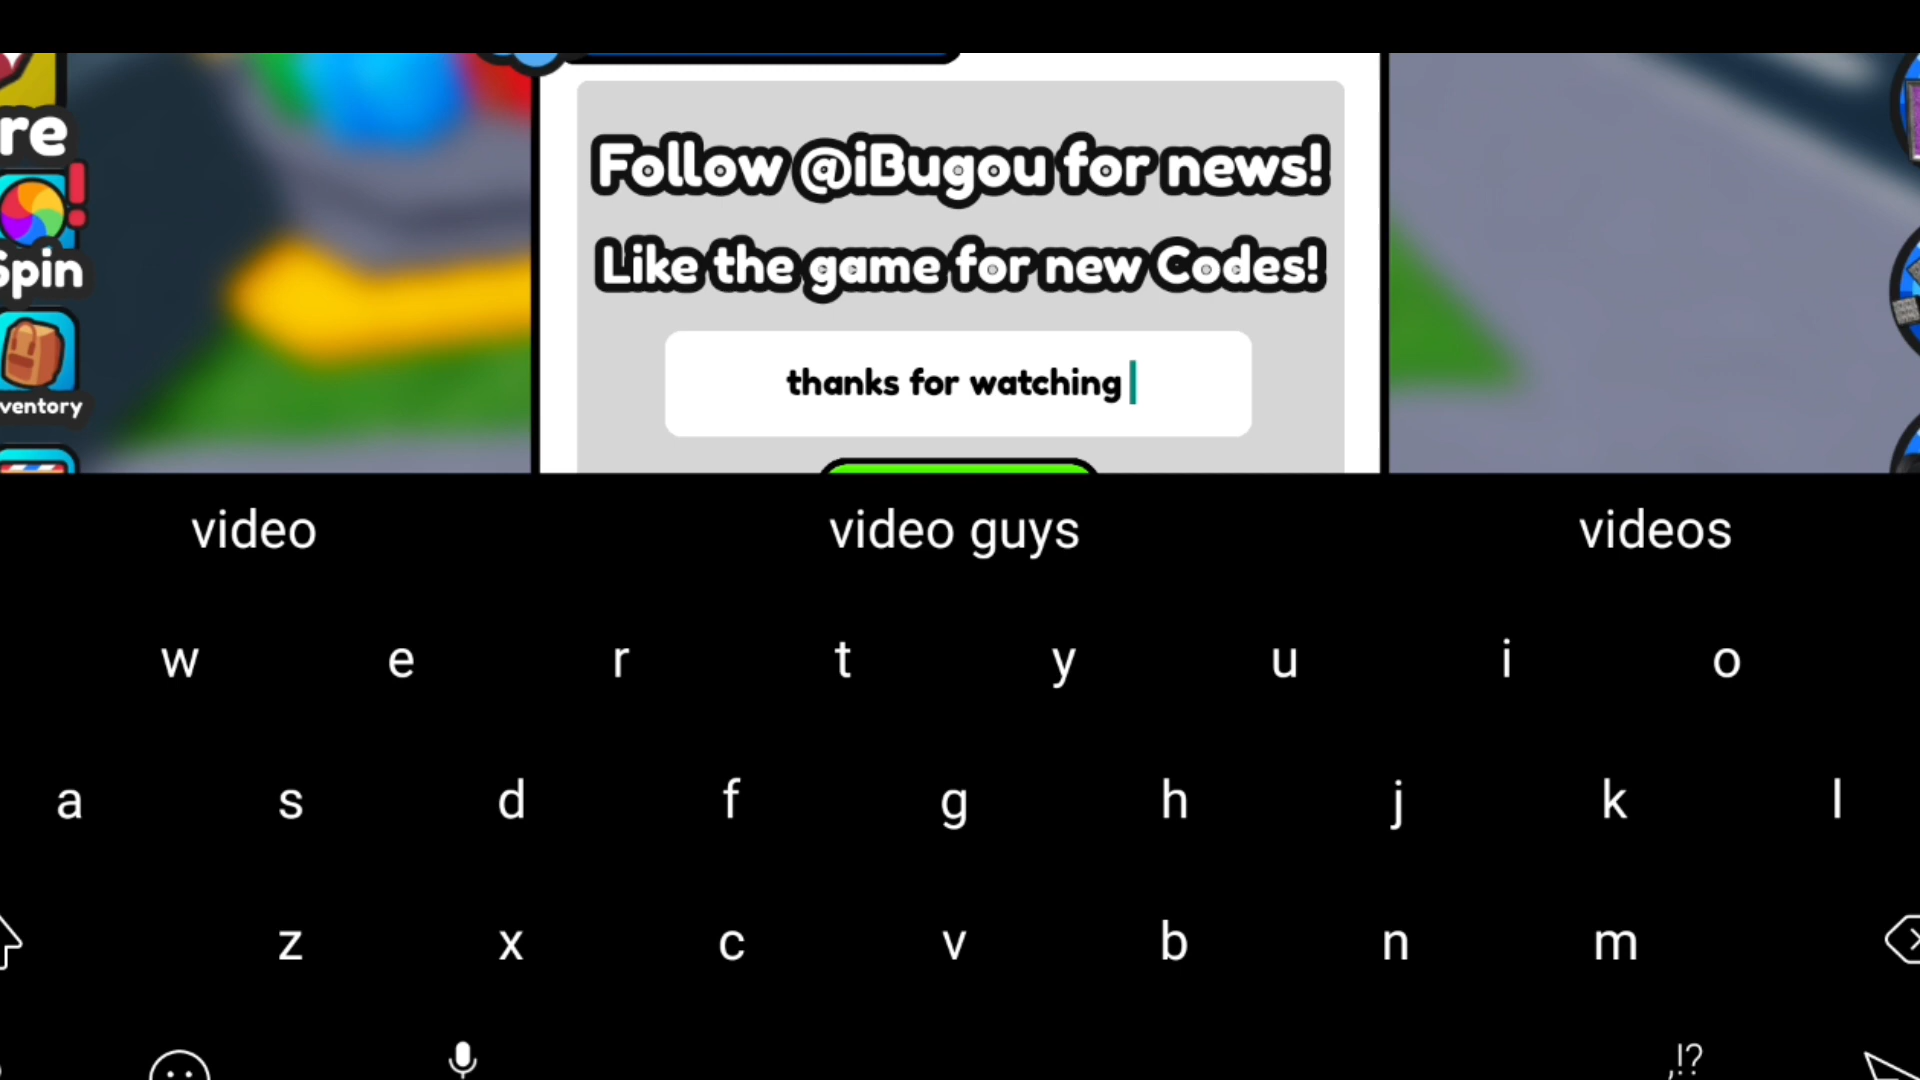 re
Spin
ventory
Follow @iBugou for news!
Like the game for new Codes!
thanks for watching
video video guys videos
w e r t y u i o
a s d f g h j k l
z x c v b n m
,!?